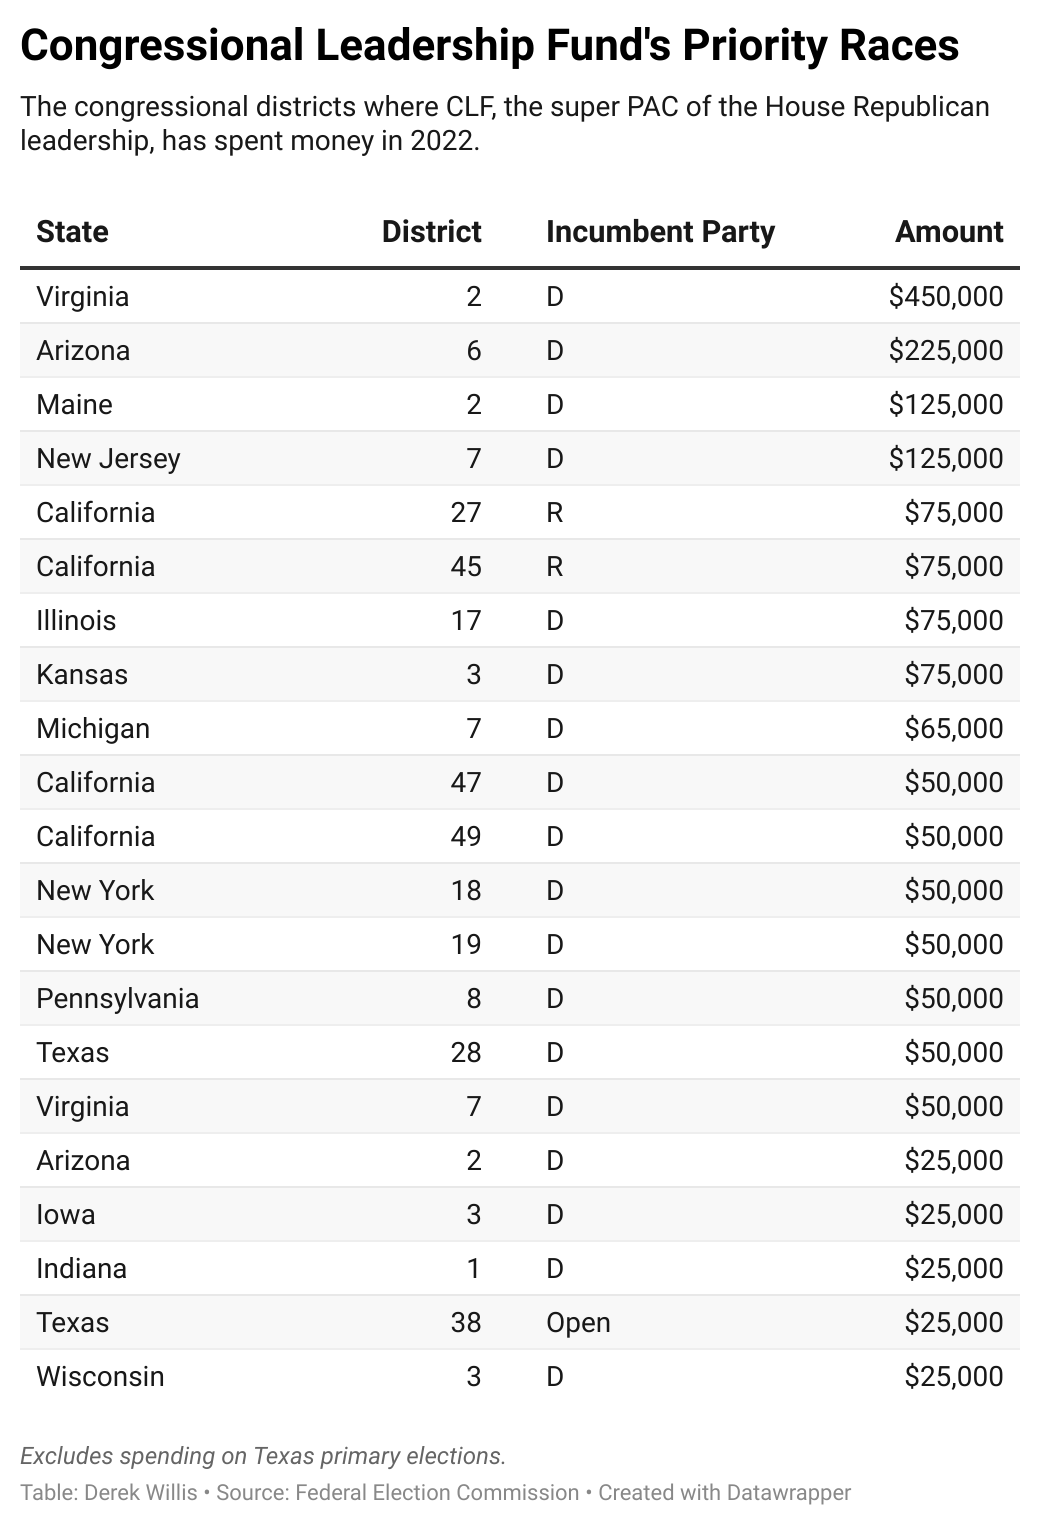 Congressional Leadership Fund's Priority Races
The congressional districts where CLF, the super PAC of the House Republican
leadership, has spent money in 2022.
State District Incumbent Party Amount
Virginia 2 D $450,000
Arizona 6 D $225,000
Maine 2 D $125,000
New Jersey 7 D $125,000
California 27 R $75,000
California 45 R $75,000
Illinois 17 D $75,000
Kansas 3 D $75,000
Michigan 7 D $65,000
California 47 D $50,000
California 49 D $50,000
New York 18 D $50,000
New York 19 D $50,000
Pennsylvania 8 D $50,000
Texas 28 D $50,000
Virginia 7 D $50,000
Arizona 2 D $25,000
Iowa 3 D $25,000
Indiana 1 D $25,000
Texas 38 Open $25,000
Wisconsin 3 D $25,000
Excludes spending on Texas primary elections.
Table: Derek Willis • Source: Federal Election Commission • Created with Datawrapper